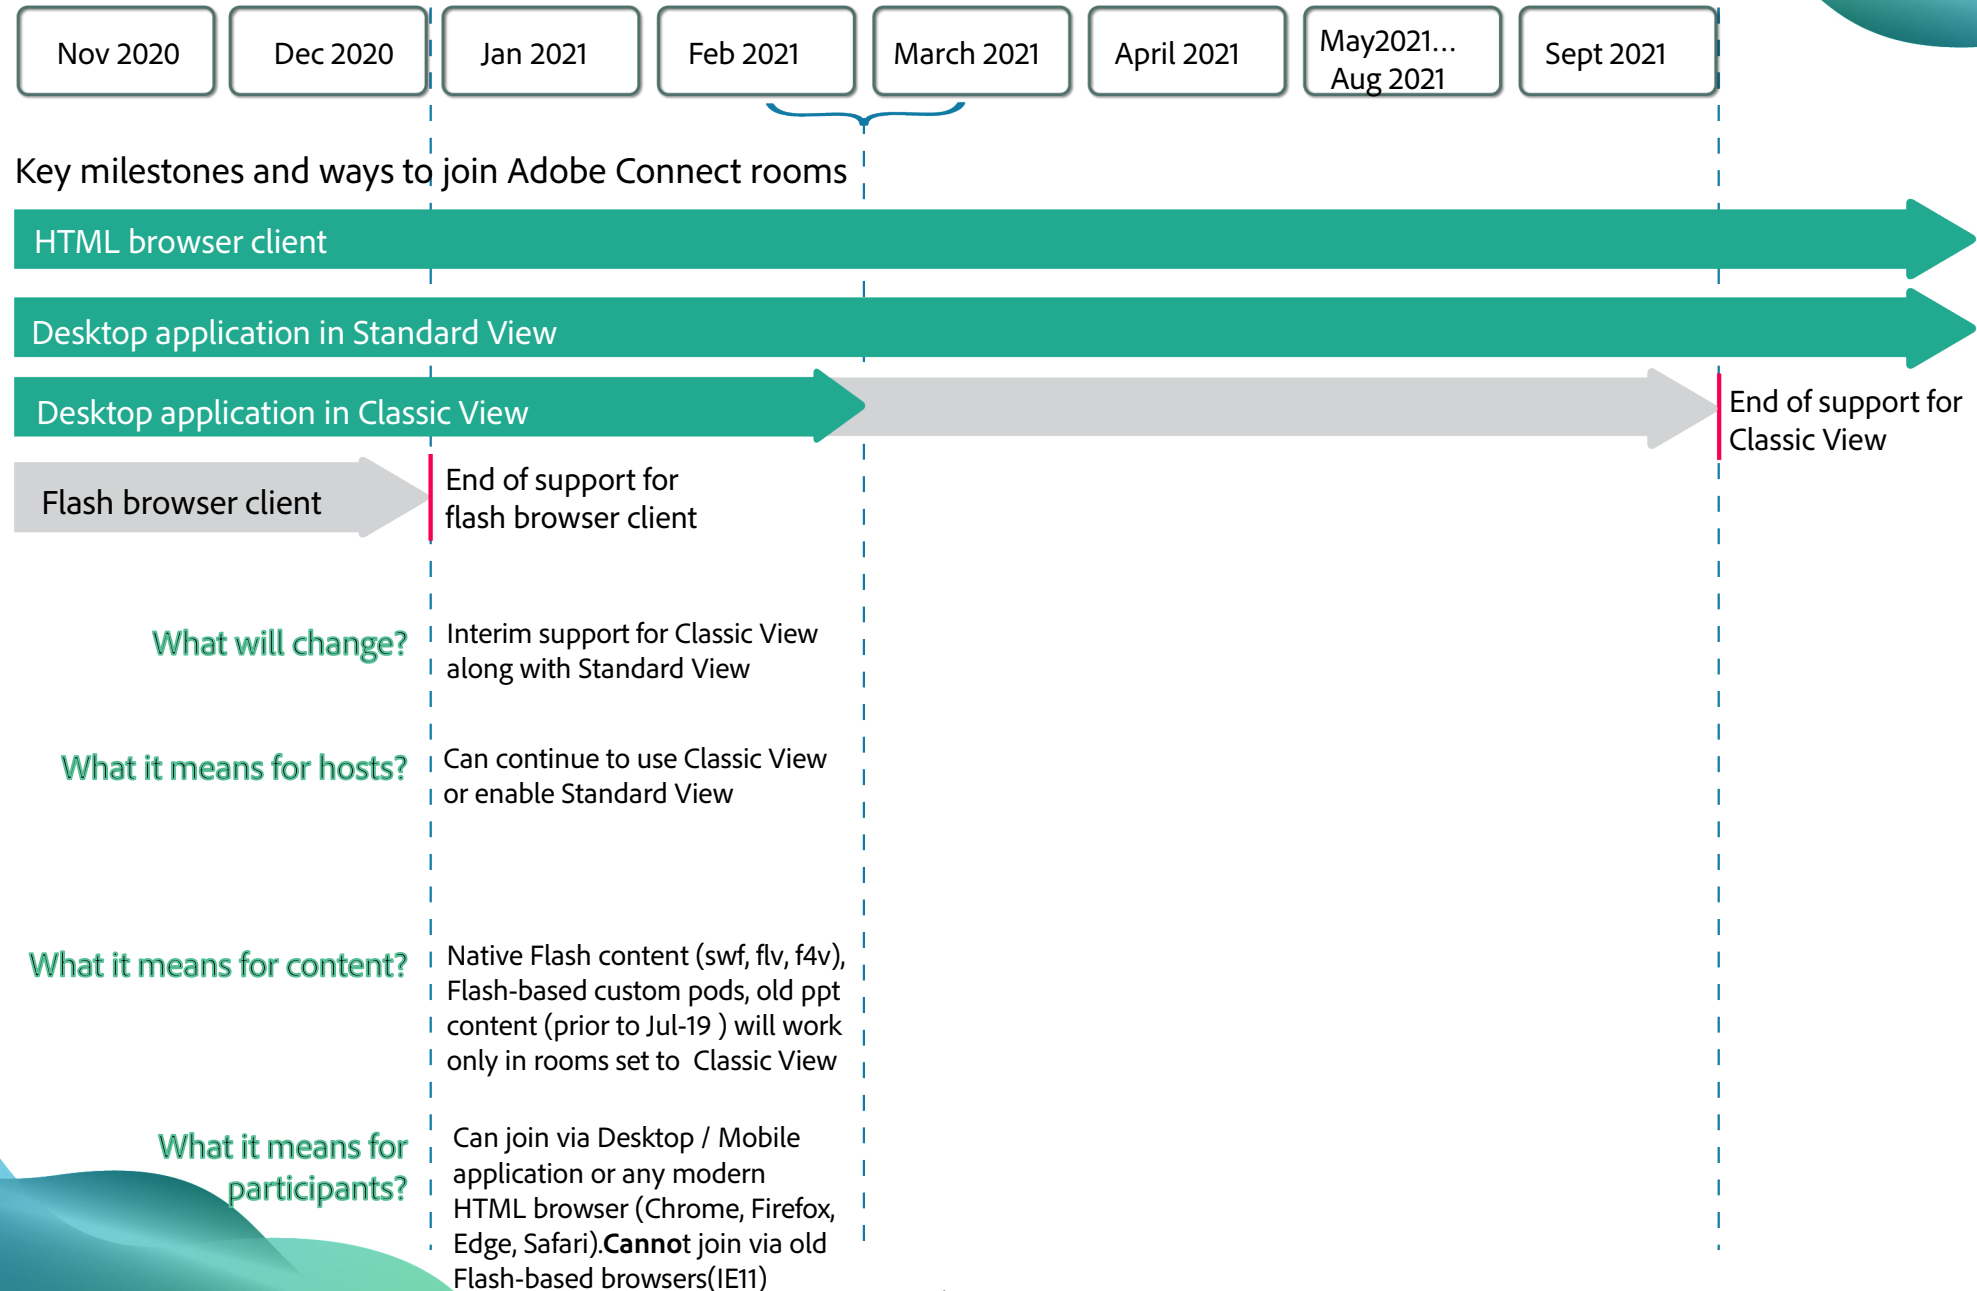 Nov 2020
Dec 2020
Jan 2021
Feb 2021
March 2021
April 2021
May2021...
Aug 2021
Sept 2021
Key milestones and ways to join Adobe Connect rooms
HTML browser client
Desktop application in Standard View
Desktop application in Classic View
End of support for
Classic View
Flash browser client
End of support for
flash browser client
What will change?
Interim support for Classic View
along with Standard View
What it means for hosts?
Can continue to use Classic View
or enable Standard View
What it means for content?
Native Flash content (swf, flv, f4v),
Flash-based custom pods, old ppt
content (prior to Jul-19 ) will work
only in rooms set to  Classic View
What it means for
participants?
Can join via Desktop / Mobile
application or any modern
HTML browser (Chrome, Firefox,
Edge, Safari).Cannot join via old
Flash-based browsers(IE11)